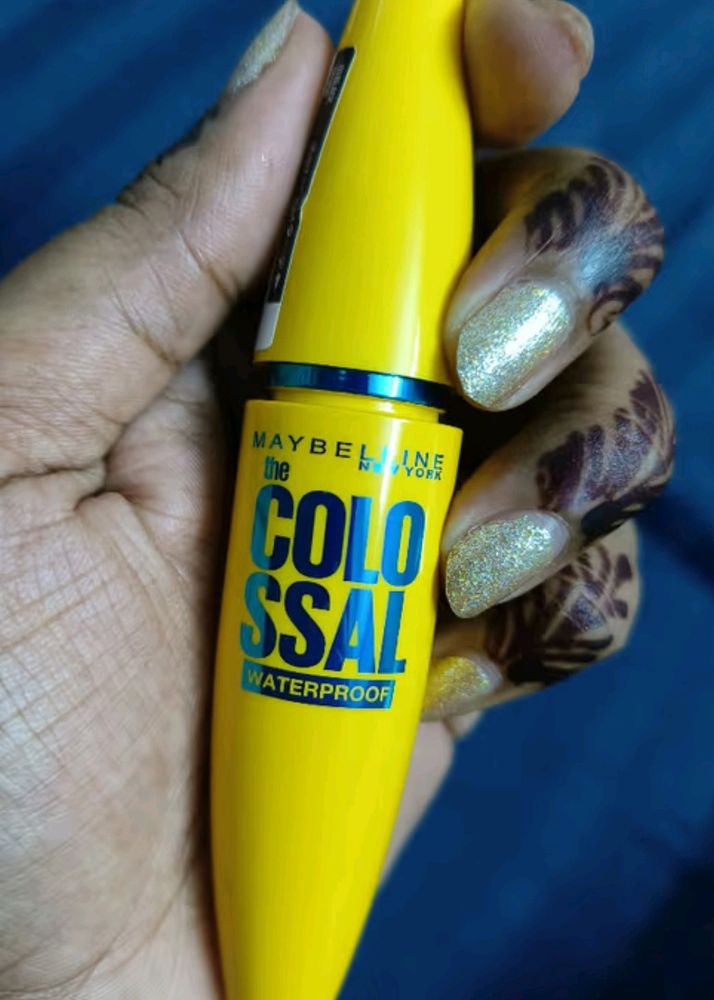 MAYBELLINE
NEW YORK
the
COLO
SSAL
WATERPROOF